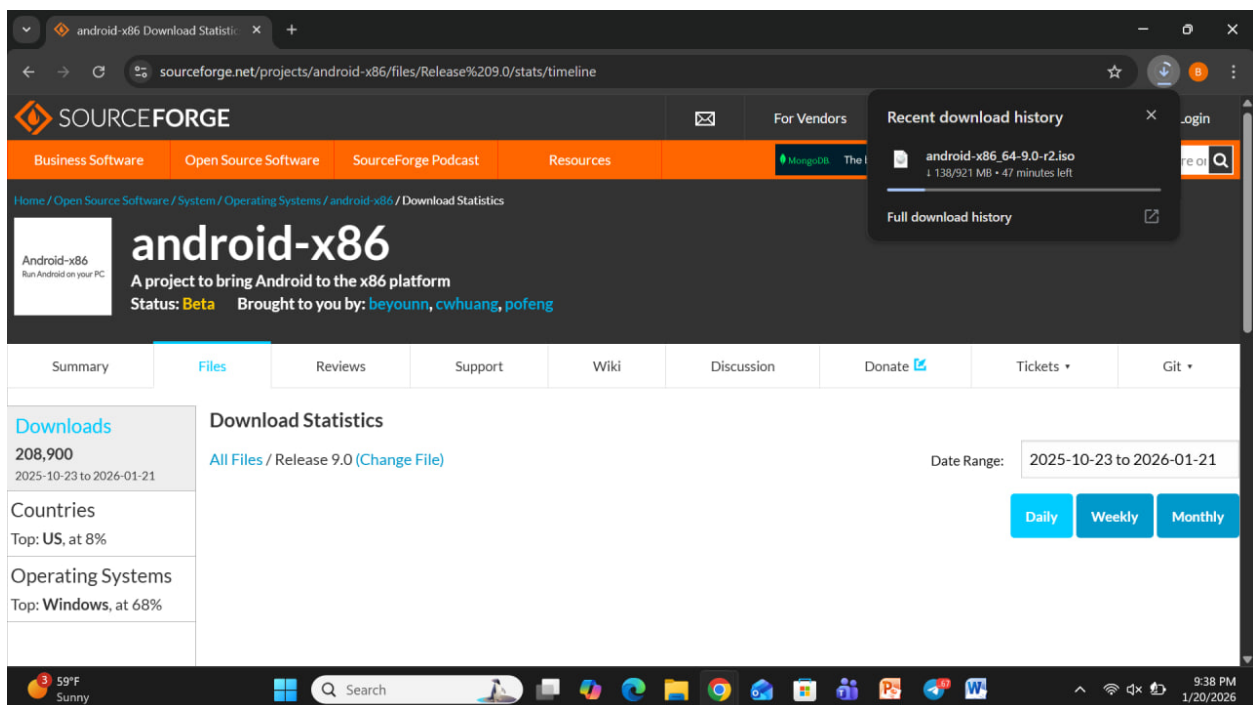 android-x86 Download Statistic
sourceforge.net/projects/android-x86/files/Release%209.0/stats/timeline
B
SOURCEFORGE
For Vendors
Login
Recent download history
android-x86_64-9.0-r2.iso
↓ 138/921 MB • 47 minutes left
Full download history
Business Software
Open Source Software
SourceForge Podcast
Resources
MongoDB
The
Home / Open Source Software / System / Operating Systems / android-x86 / Download Statistics
Android-x86
Run Android on your PC
android-x86
A project to bring Android to the x86 platform
Status: Beta Brought to you by: beyounn, cwhuang, pofeng
Summary
Files
Reviews
Support
Wiki
Discussion
Donate
Tickets
Git
Downloads
208,900
2025-10-23 to 2026-01-21
Countries
Top: US, at 8%
Operating Systems
Top: Windows, at 68%
Download Statistics
All Files / Release 9.0 (Change File)
Date Range:
2025-10-23 to 2026-01-21
Daily
Weekly
Monthly
3
59°F
Sunny
Search
67
9:38 PM
1/20/2026